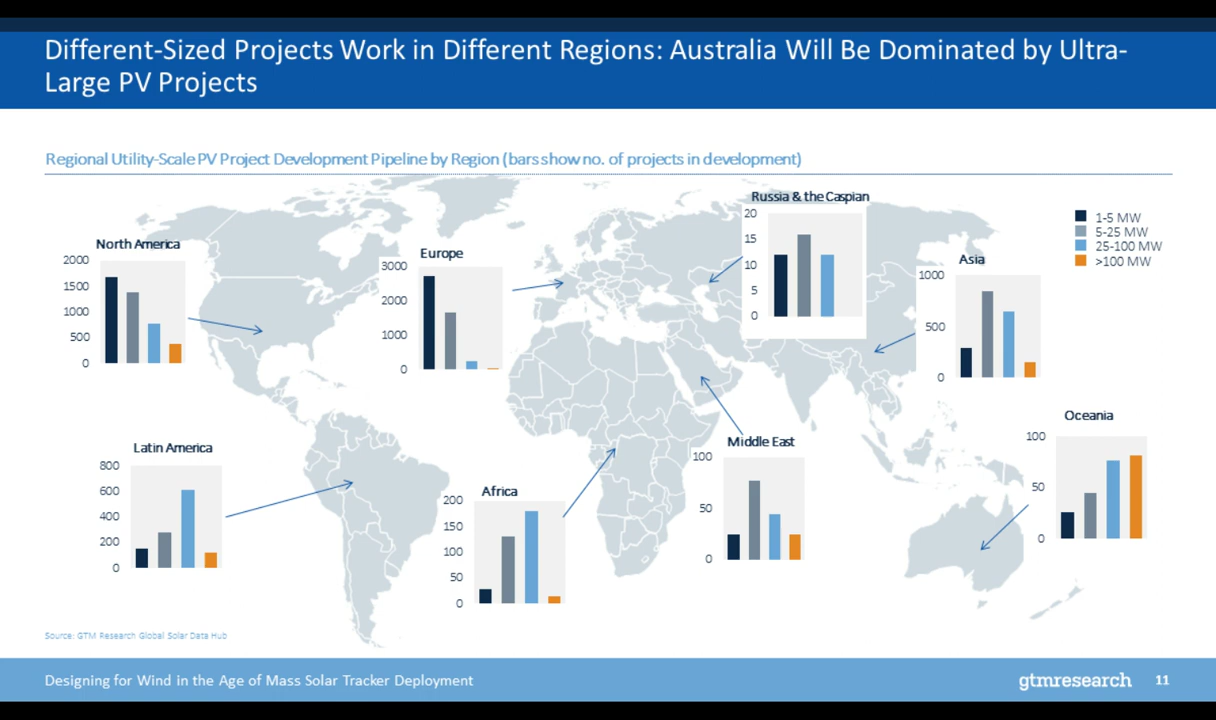 Different-Sized Projects Work in Different Regions: Australia Will Be Dominated by Ultra-
Large PV Projects
Regional Utility-Scale PV Project Development Pipeline by Region (bars show no. of projects in development)
North America
2000
1500
1000
500
0
Europe
3000
2000
1000
0
Russia & the Caspian
20
15
10
5
0
1-5 MW
5-25 MW
25-100 MW
>100 MW
Asia
1000
500
0
Latin America
800
600
400
200
0
Africa
200
150
100
50
0
Middle East
100
50
0
Oceania
100
50
0
Source: GTM Research Global Solar Data Hub
Designing for Wind in the Age of Mass Solar Tracker Deployment
gtmresearch 11